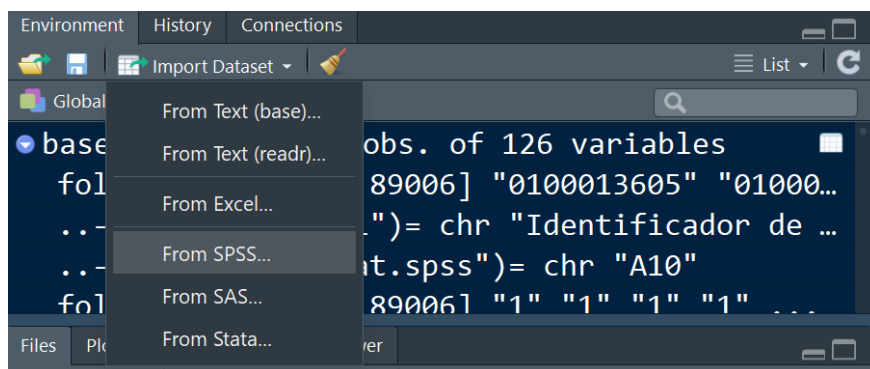 Environment History Connections
Import Dataset List
Global
From Text (base)...
From Text (readr)...
From Excel...
From SPSS...
From SAS...
From Stata...
base obs. of 126 variables
fol 89006] "0100013605" "01000…
..- ")= chr "Identificador de …
..- at.spss")= chr "A10"
fol 89006] "1" "1" "1" "1" ...
Files Plo er